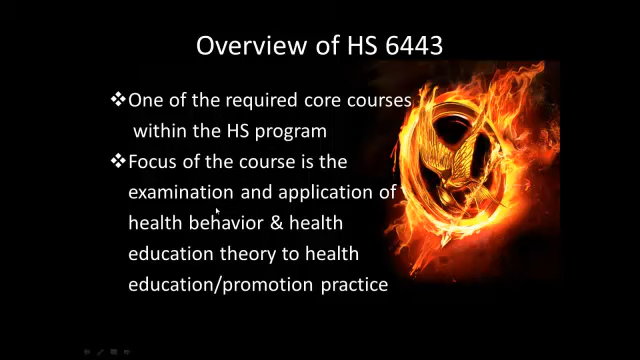 Overview of HS 6443
❖One of the required core courses
within the HS program
❖Focus of the course is the
examination and application of
health behavior & health
education theory to health
education/promotion practice